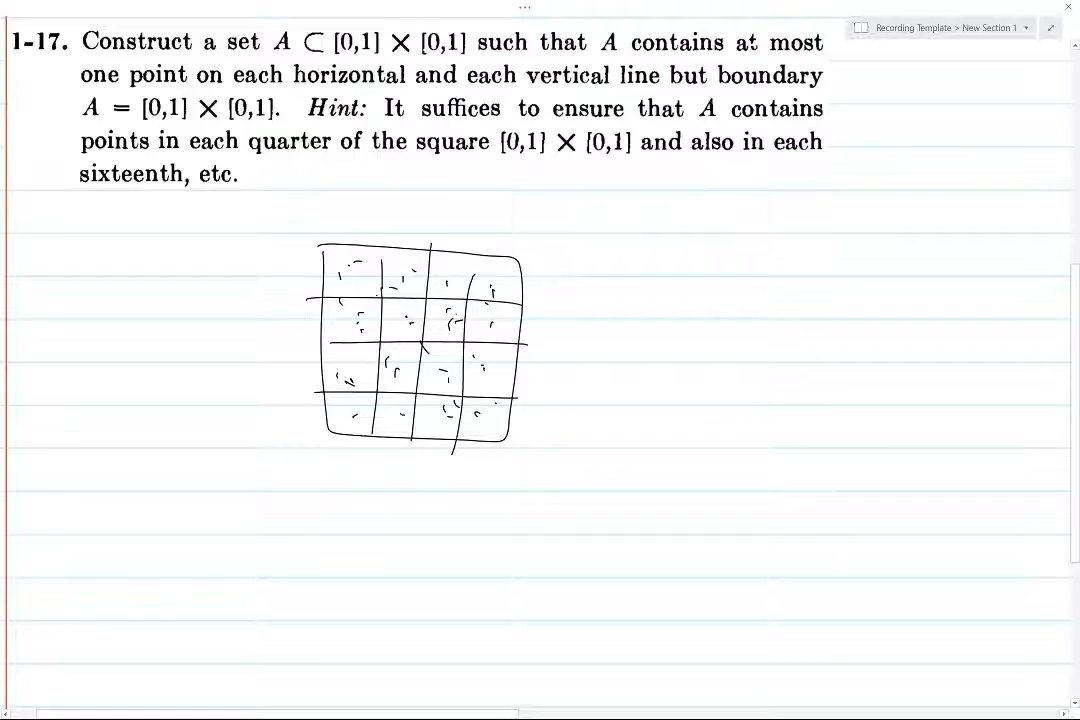 Recording Template > New Section 1
1-17. Construct a set A ⊂ [0,1] × [0,1] such that A contains at most
one point on each horizontal and each vertical line but boundary
A = [0,1] × [0,1]. Hint: It suffices to ensure that A contains
points in each quarter of the square [0,1] × [0,1] and also in each
sixteenth, etc.